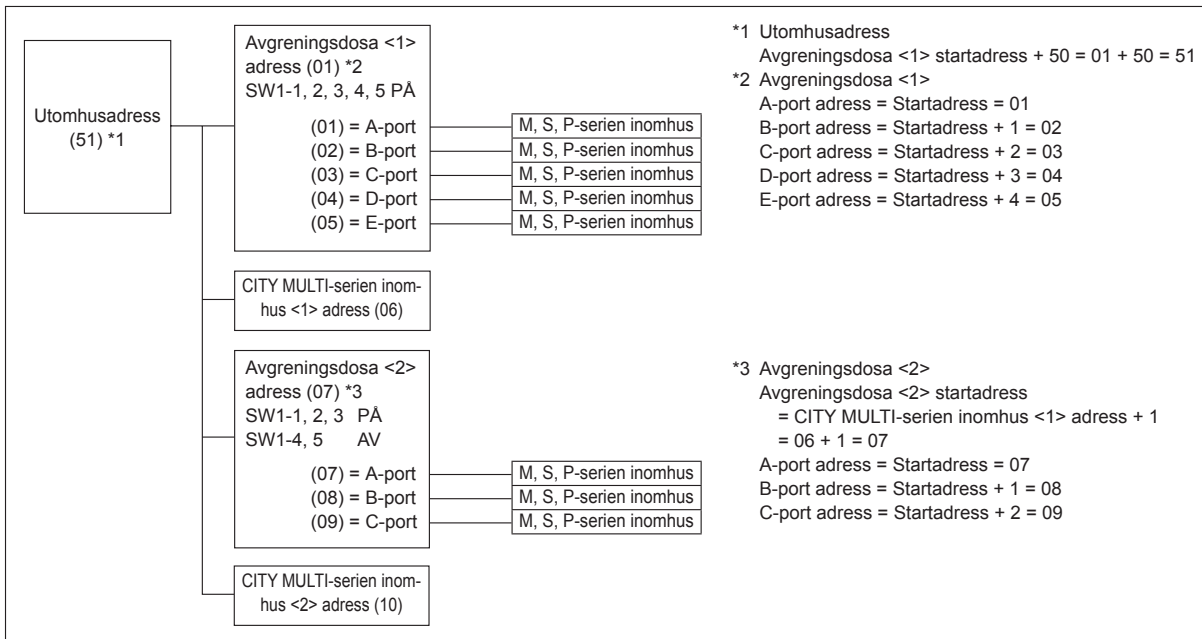 Utomhusadress
(51) *1
Avgreningsdosa <1>
adress (01) *2
SW1-1, 2, 3, 4, 5 PÅ
(01) = A-port
(02) = B-port
(03) = C-port
(04) = D-port
(05) = E-port
M, S, P-serien inomhus
M, S, P-serien inomhus
M, S, P-serien inomhus
M, S, P-serien inomhus
M, S, P-serien inomhus
CITY MULTI-serien inom-
hus <1> adress (06)
Avgreningsdosa <2>
adress (07) *3
SW1-1, 2, 3 PÅ
SW1-4, 5 AV
(07) = A-port
(08) = B-port
(09) = C-port
M, S, P-serien inomhus
M, S, P-serien inomhus
M, S, P-serien inomhus
CITY MULTI-serien inom-
hus <2> adress (10)
*1 Utomhusadress
Avgreningsdosa <1> startadress + 50 = 01 + 50 = 51
*2 Avgreningsdosa <1>
A-port adress = Startadress = 01
B-port adress = Startadress + 1 = 02
C-port adress = Startadress + 2 = 03
D-port adress = Startadress + 3 = 04
E-port adress = Startadress + 4 = 05
*3 Avgreningsdosa <2>
Avgreningsdosa <2> startadress
= CITY MULTI-serien inomhus <1> adress + 1
= 06 + 1 = 07
A-port adress = Startadress = 07
B-port adress = Startadress + 1 = 08
C-port adress = Startadress + 2 = 09